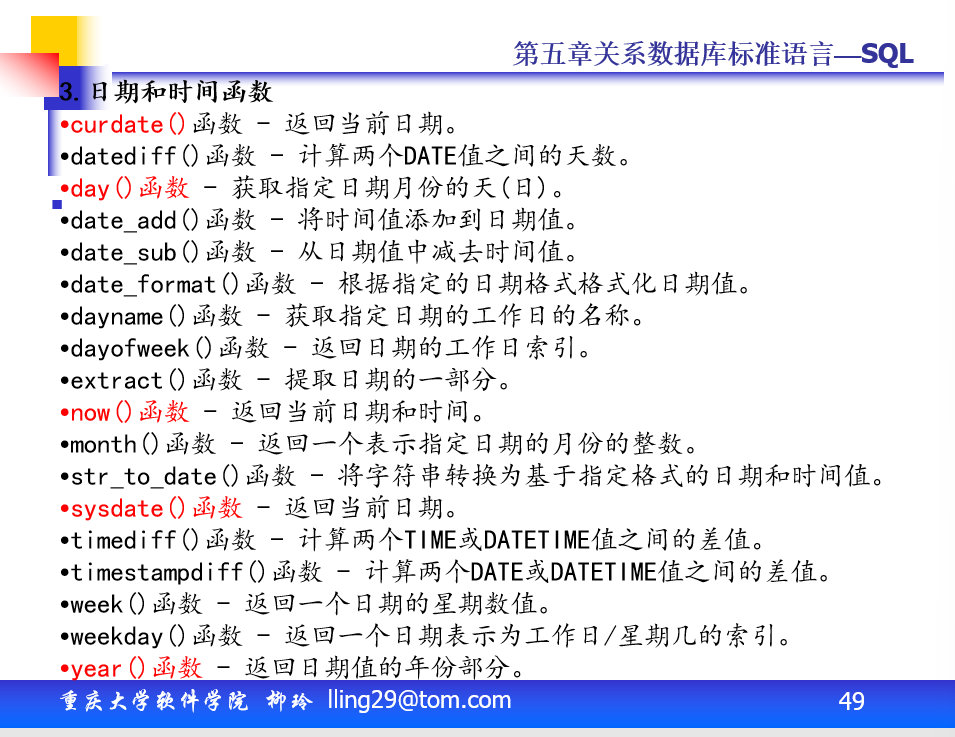 第五章关系数据库标准语言—SQL
3.日期和时间函数
•curdate()函数 - 返回当前日期。
•datediff()函数 - 计算两个DATE值之间的天数。
•day()函数 - 获取指定日期月份的天(日)。
•date_add()函数 - 将时间值添加到日期值。
•date_sub()函数 - 从日期值中减去时间值。
•date_format()函数 - 根据指定的日期格式格式化日期值。
•dayname()函数 - 获取指定日期的工作日的名称。
•dayofweek()函数 - 返回日期的工作日索引。
•extract()函数 - 提取日期的一部分。
•now()函数 - 返回当前日期和时间。
•month()函数 - 返回一个表示指定日期的月份的整数。
•str_to_date()函数 - 将字符串转换为基于指定格式的日期和时间值。
•sysdate()函数 - 返回当前日期。
•timediff()函数 - 计算两个TIME或DATETIME值之间的差值。
•timestampdiff()函数 - 计算两个DATE或DATETIME值之间的差值。
•week()函数 - 返回一个日期的星期数值。
•weekday()函数 - 返回一个日期表示为工作日/星期几的索引。
•year()函数 - 返回日期值的年份部分。
重庆大学软件学院 柳玲 lling29@tom.com 49